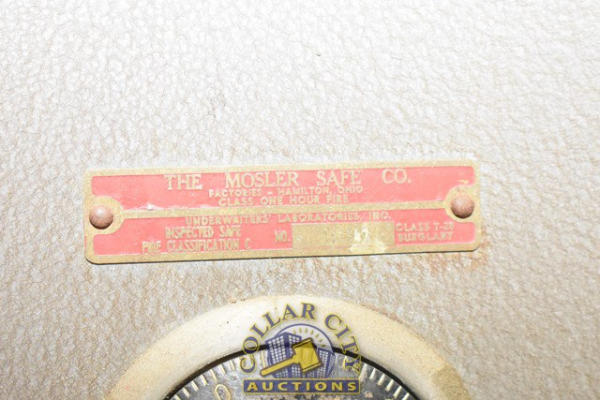 THE MOSLER SAFE CO.
FACTORIES - HAMILTON, OHIO
CLASS ONE HOUR FIRE
UNDERWRITERS' LABORATORIES, INC.
INSPECTED SAFE NO. CLASS T-20
FIRE CLASSIFICATION C BURGLARY
0
COLLAR CITY
AUCTIONS